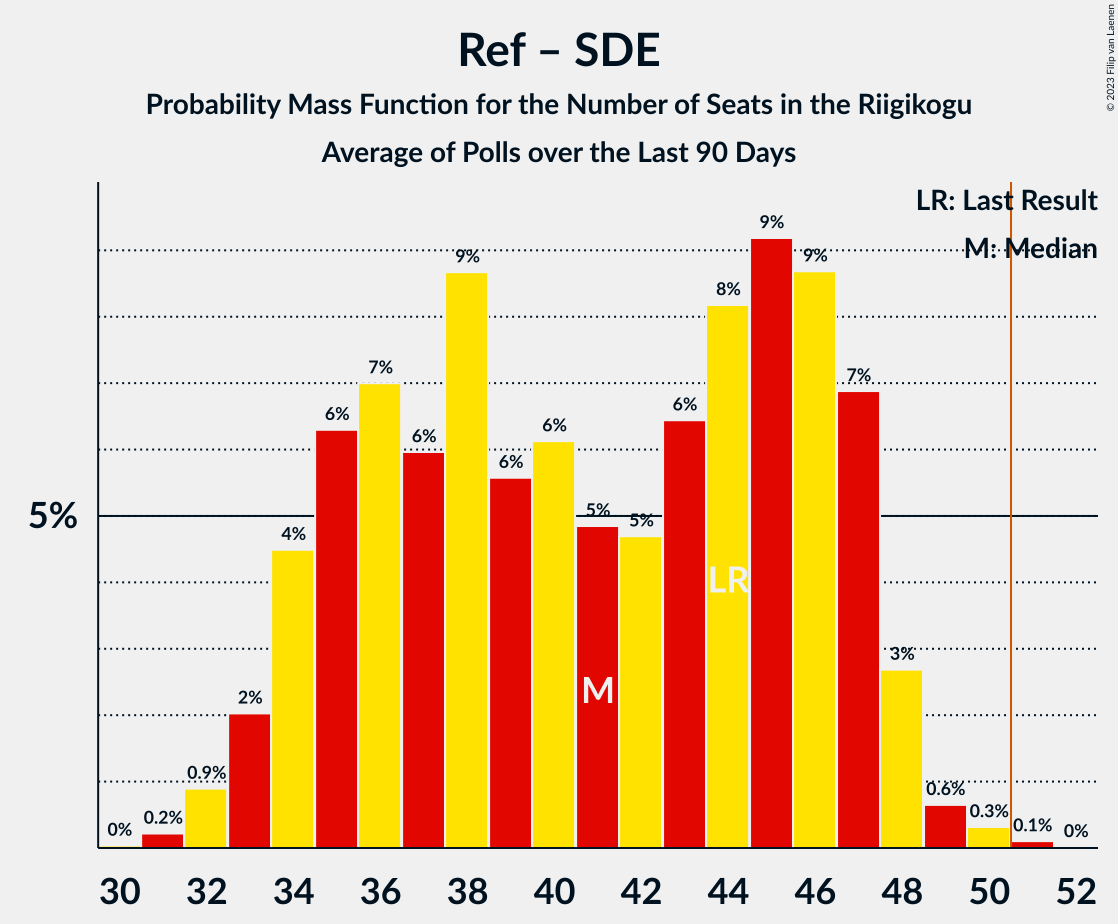 Ref – SDE
Probability Mass Function for the Number of Seats in the Riigikogu
Average of Polls over the Last 90 Days
© 2023 Filip van Laenen
LR: Last Result
M: Median
5%
0%
0.2%
0.9%
2%
4%
6%
7%
6%
9%
6%
6%
5%
5%
6%
8%
9%
9%
7%
3%
0.6%
0.3%
0.1%
0%
LR
M
30 32 34 36 38 40 42 44 46 48 50 52